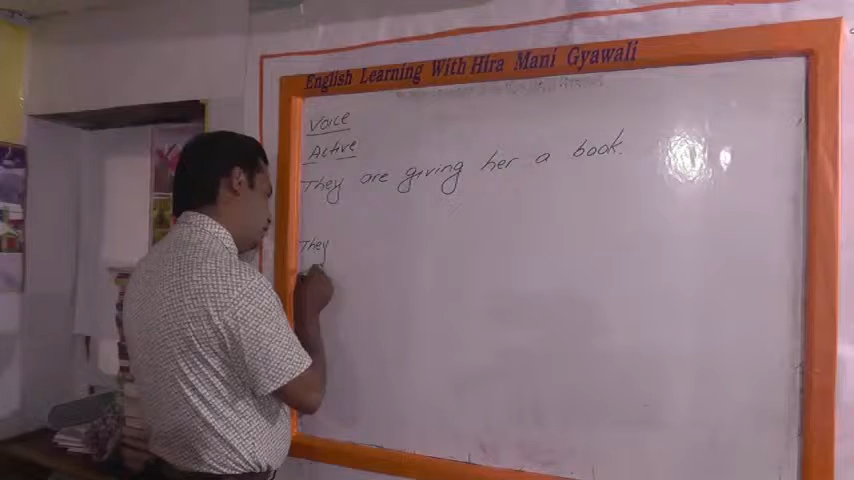 English Learning With Hira Mani Gyawali
Voice
Active
They are giving her a book.
They